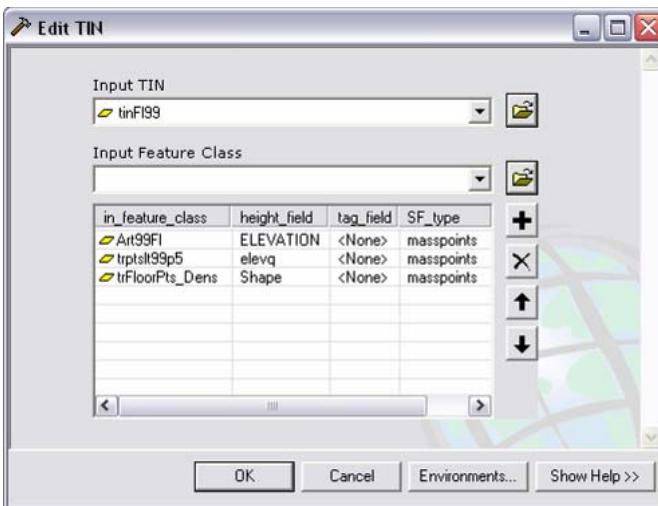 Edit TIN
Input TIN
tinFl99
Input Feature Class
in_feature_class height_field tag_field SF_type
Art99Fl ELEVATION <None> masspoints
trptslt99p5 elevq <None> masspoints
trFloorPts_Dens Shape <None> masspoints
OK Cancel Environments... Show Help >>